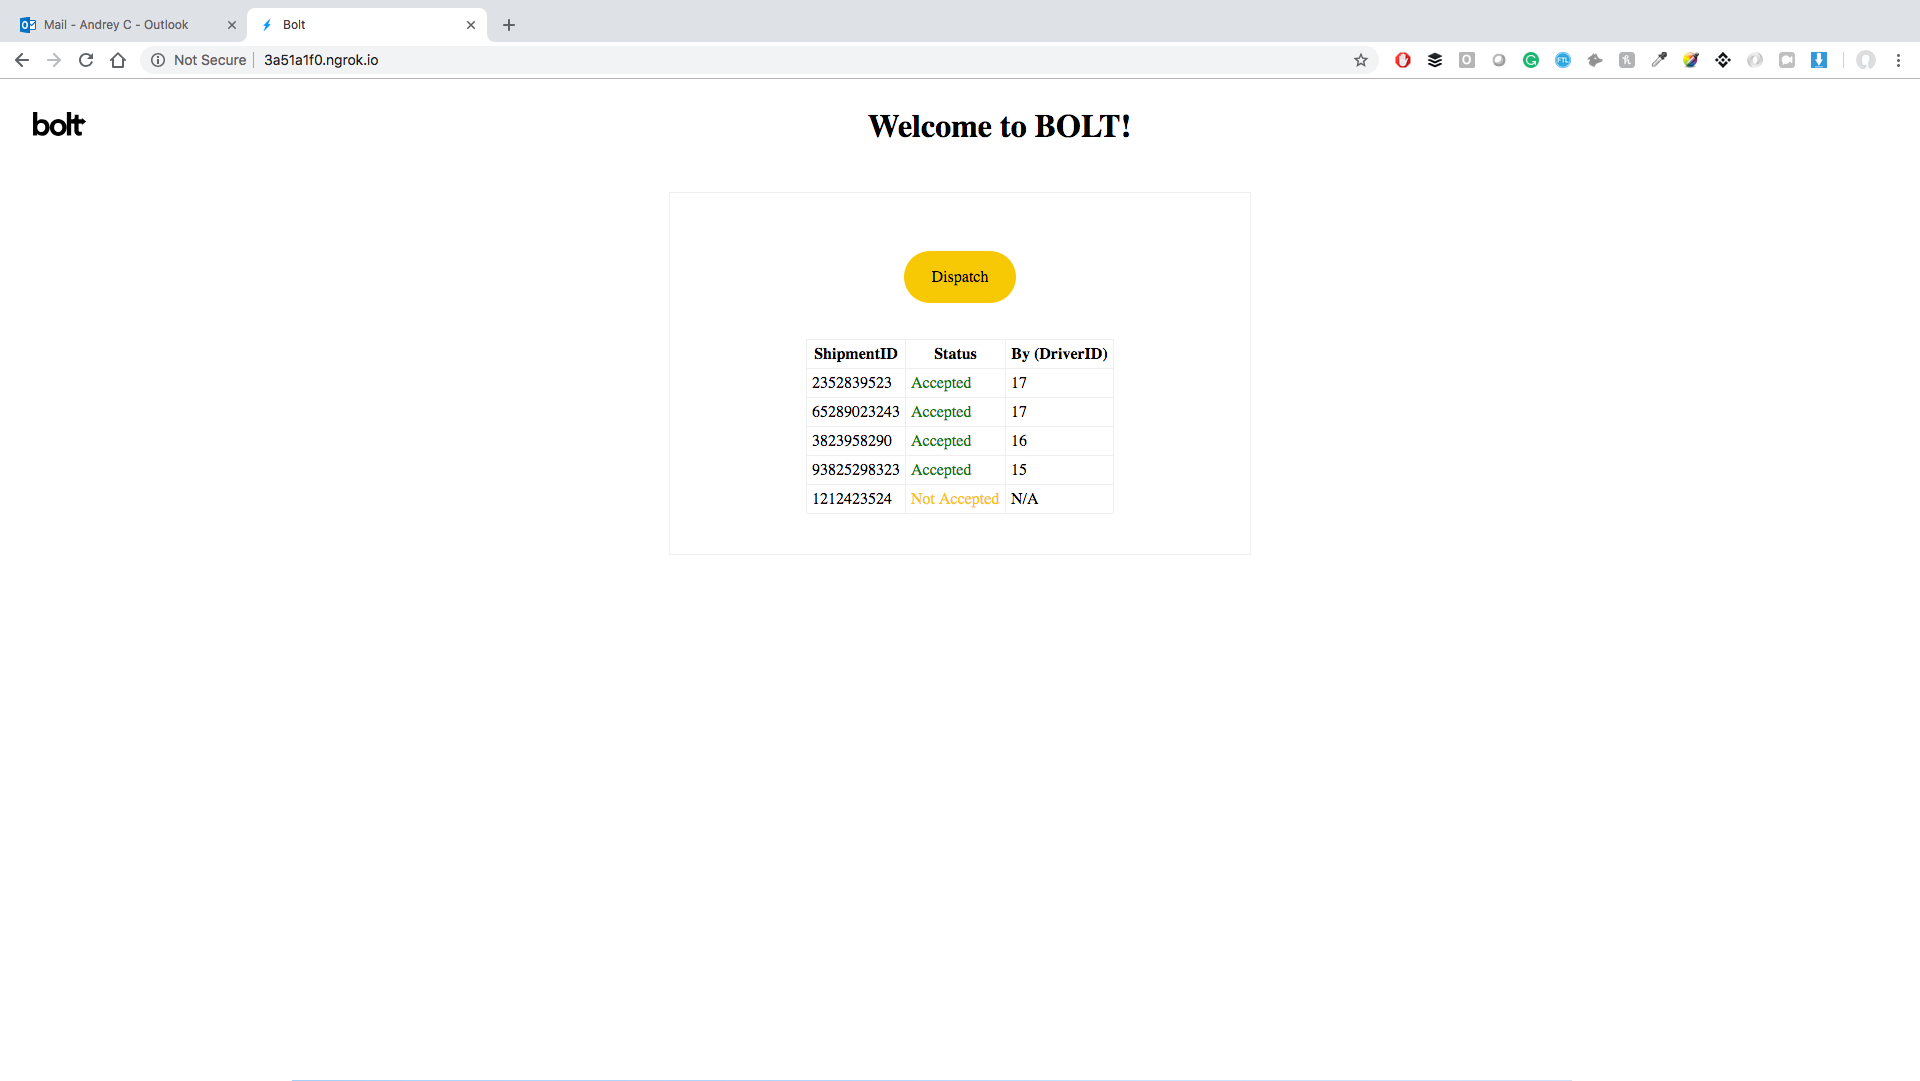 Mail - Andrey C - Outlook
Bolt
Not Secure
3a51a1f0.ngrok.io
bolt
Welcome to BOLT!
Dispatch
ShipmentID Status By (DriverID)
2352839523 Accepted 17
65289023243 Accepted 17
3823958290 Accepted 16
93825298323 Accepted 15
1212423524 Not Accepted N/A